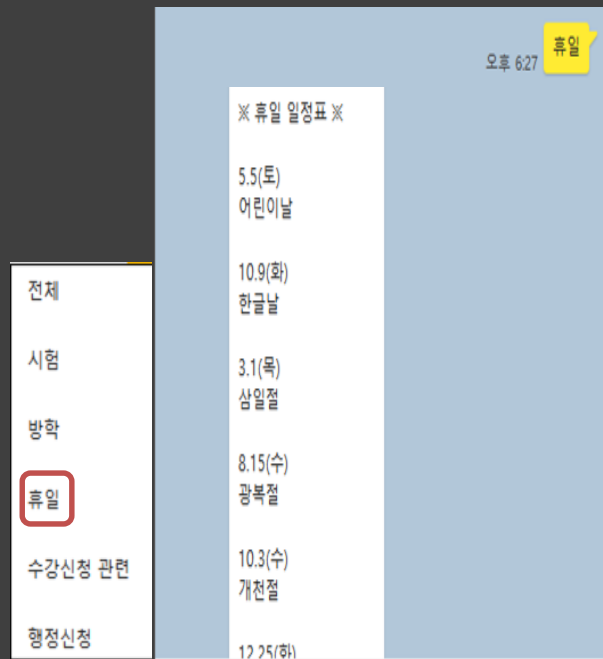 전체
시험
방학
휴일
수강신청 관련
행정신청
오후 6:27
휴일
※ 휴일 일정표 ※
5.5(토)
어린이날
10.9(화)
한글날
3.1(목)
삼일절
8.15(수)
광복절
10.3(수)
개천절
12.25(화)